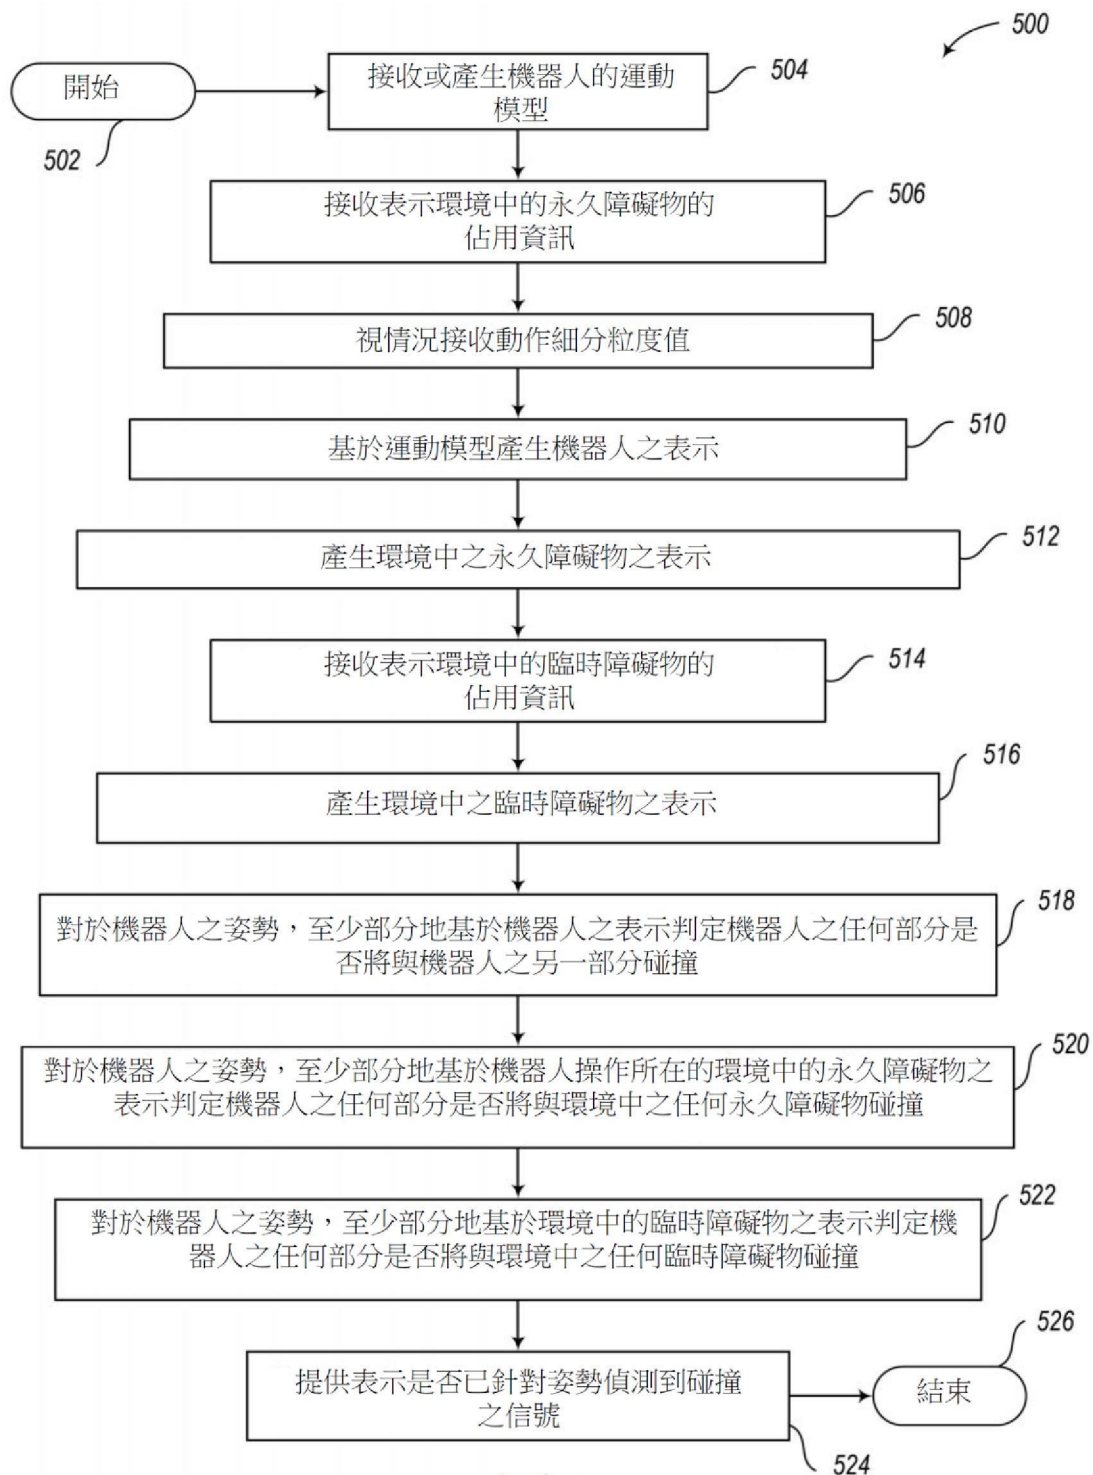 500
開始
502
接收或產生機器人的運動
模型
504
接收表示環境中的永久障礙物的
佔用資訊
506
視情況接收動作細分粒度值
508
基於運動模型產生機器人之表示
510
產生環境中之永久障礙物之表示
512
接收表示環境中的臨時障礙物的
佔用資訊
514
產生環境中之臨時障礙物之表示
516
對於機器人之姿勢，至少部分地基於機器人之表示判定機器人之任何部分是
否將與機器人之另一部分碰撞
518
對於機器人之姿勢，至少部分地基於機器人操作所在的環境中的永久障礙物之
表示判定機器人之任何部分是否將與環境中之任何永久障礙物碰撞
520
對於機器人之姿勢，至少部分地基於環境中的臨時障礙物之表示判定機
器人之任何部分是否將與環境中之任何臨時障礙物碰撞
522
提供表示是否已針對姿勢偵測到碰撞
之信號
524
結束
526